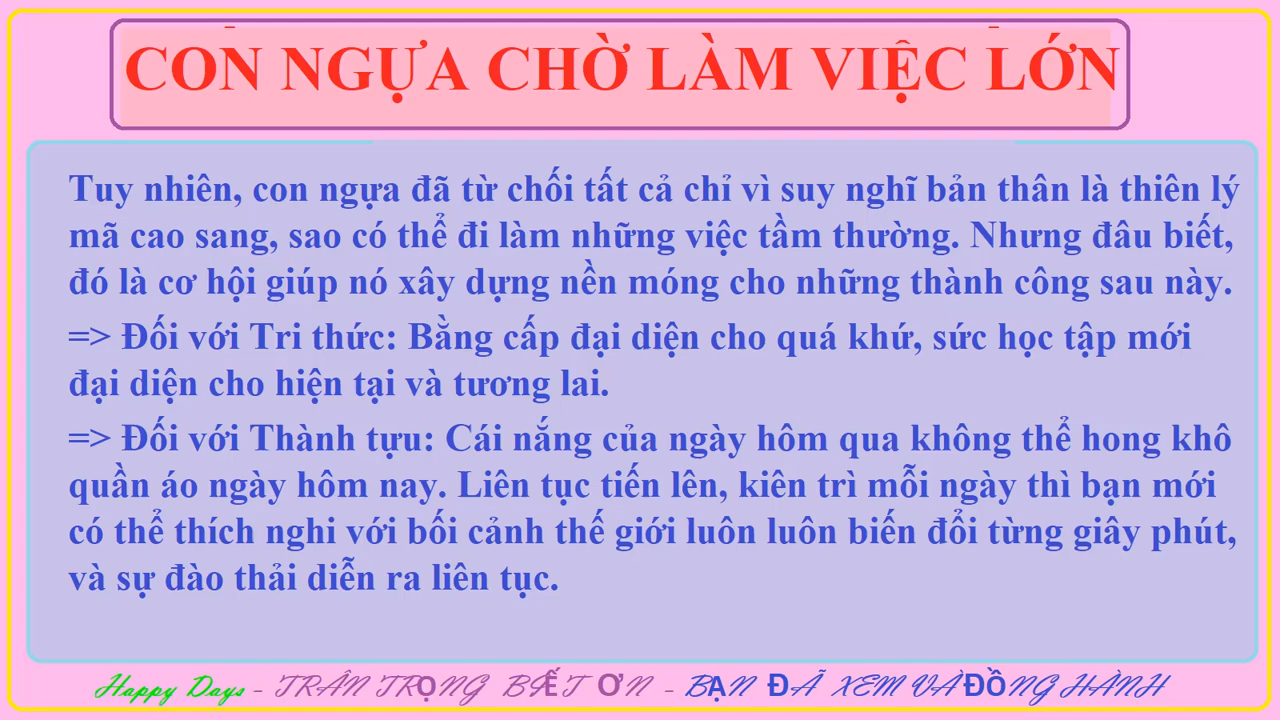 CON NGỰA CHỜ LÀM VIỆC LỚN
Tuy nhiên, con ngựa đã từ chối tất cả chỉ vì suy nghĩ bản thân là thiên lý
mã cao sang, sao có thể đi làm những việc tầm thường. Nhưng đâu biết,
đó là cơ hội giúp nó xây dựng nền móng cho những thành công sau này.
=> Đối với Tri thức: Bằng cấp đại diện cho quá khứ, sức học tập mới
đại diện cho hiện tại và tương lai.
=> Đối với Thành tựu: Cái nắng của ngày hôm qua không thể hong khô
quần áo ngày hôm nay. Liên tục tiến lên, kiên trì mỗi ngày thì bạn mới
có thể thích nghi với bối cảnh thế giới luôn luôn biến đổi từng giây phút,
và sự đào thải diễn ra liên tục.
Happy Days - TRÂN TRỌNG BIẾT ƠN - BẠN ĐÃ XEM VÀ ĐỒNG HÀNH